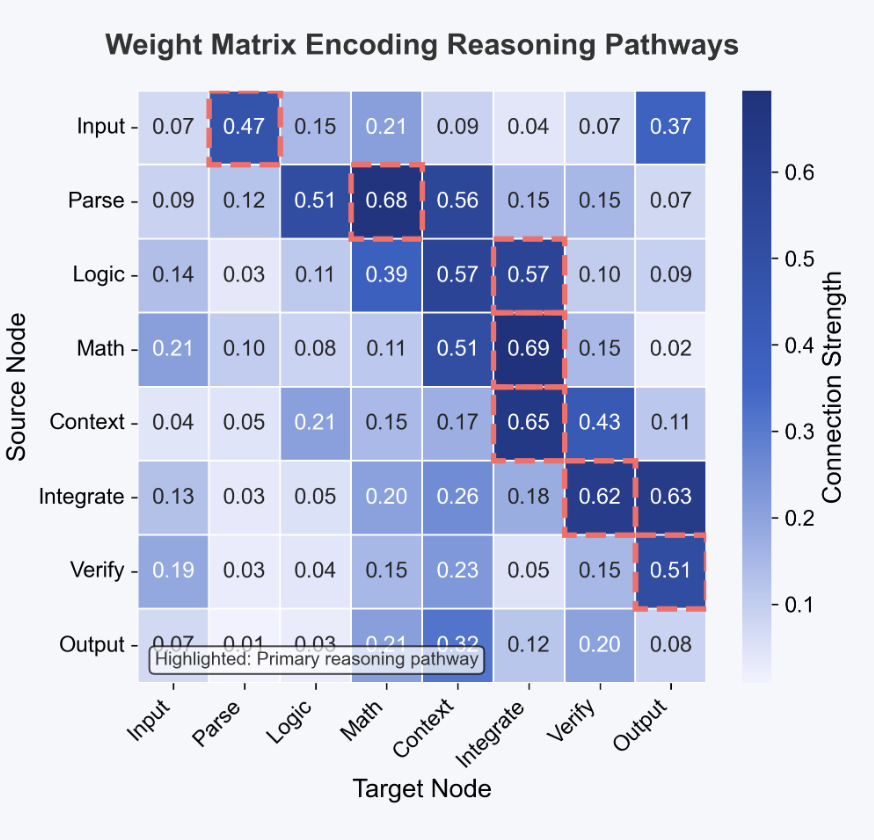 Weight Matrix Encoding Reasoning Pathways
Input 0.07 0.47 0.15 0.21 0.09 0.04 0.07 0.37
Parse 0.09 0.12 0.51 0.68 0.56 0.15 0.15 0.07
Logic 0.14 0.03 0.11 0.39 0.57 0.57 0.10 0.09
Math 0.21 0.10 0.08 0.11 0.51 0.69 0.15 0.02
Context 0.04 0.05 0.21 0.15 0.17 0.65 0.43 0.11
Integrate 0.13 0.03 0.05 0.20 0.26 0.18 0.62 0.63
Verify 0.19 0.03 0.04 0.15 0.23 0.05 0.15 0.51
Output 0.07 0.01 0.03 0.21 0.32 0.12 0.20 0.08
Highlighted: Primary reasoning pathway
Input Parse Logic Math Context Integrate Verify Output
Target Node
Source Node
0.6
0.5
0.4
0.3
0.2
0.1
Connection Strength